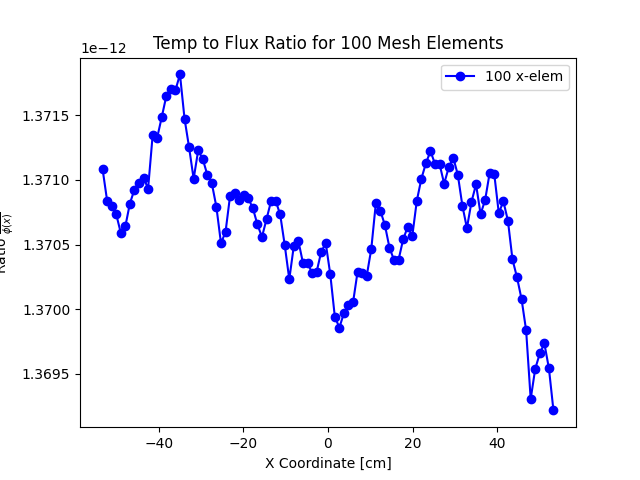 1e−12
Temp to Flux Ratio for 100 Mesh Elements
100 x-elem
1.3715
1.3710
1.3705
1.3700
1.3695
Ratio
ϕ(x)
−40
−20
0
20
40
X Coordinate [cm]